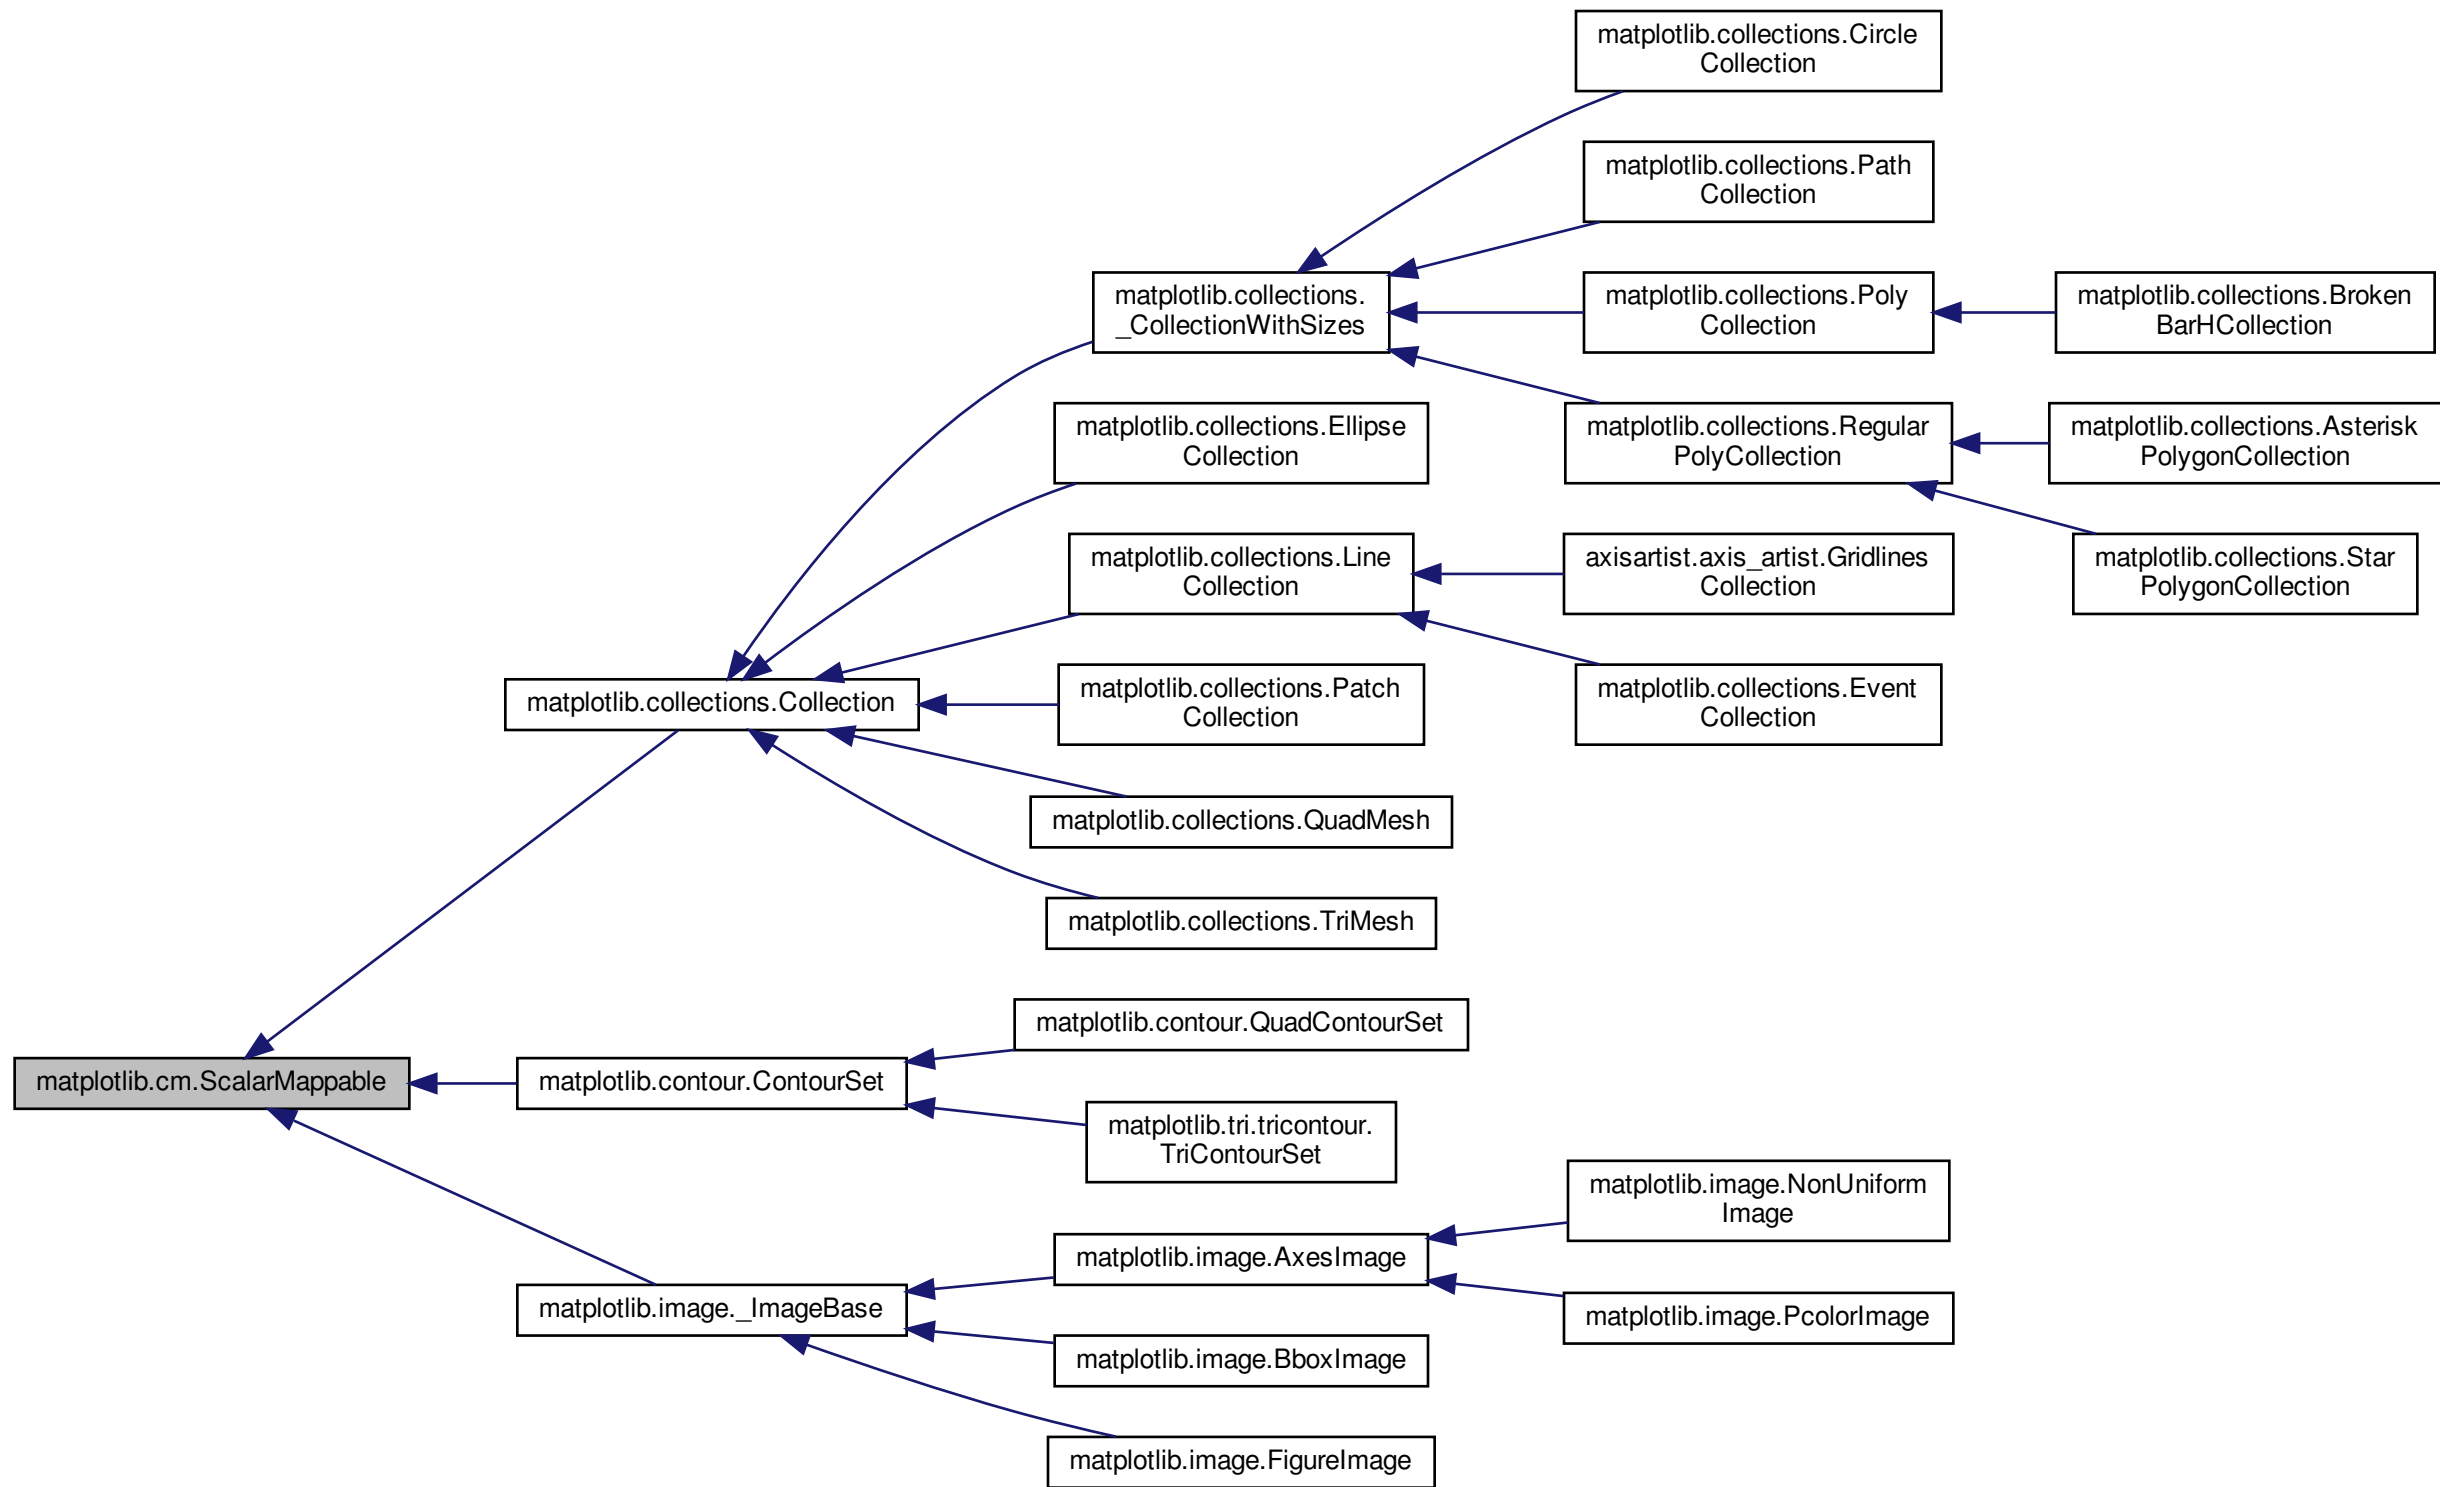 matplotlib.collections.Circle
Collection
matplotlib.collections.Path
Collection
matplotlib.collections.
_CollectionWithSizes
matplotlib.collections.Poly
Collection
matplotlib.collections.Broken
BarHCollection
matplotlib.collections.Ellipse
Collection
matplotlib.collections.Regular
PolyCollection
matplotlib.collections.Asterisk
PolygonCollection
matplotlib.collections.Line
Collection
axisartist.axis_artist.Gridlines
Collection
matplotlib.collections.Star
PolygonCollection
matplotlib.collections.Collection
matplotlib.collections.Patch
Collection
matplotlib.collections.Event
Collection
matplotlib.collections.QuadMesh
matplotlib.collections.TriMesh
matplotlib.contour.QuadContourSet
matplotlib.cm.ScalarMappable
matplotlib.contour.ContourSet
matplotlib.tri.tricontour.
TriContourSet
matplotlib.image.NonUniform
Image
matplotlib.image.AxesImage
matplotlib.image._ImageBase
matplotlib.image.PcolorImage
matplotlib.image.BboxImage
matplotlib.image.FigureImage